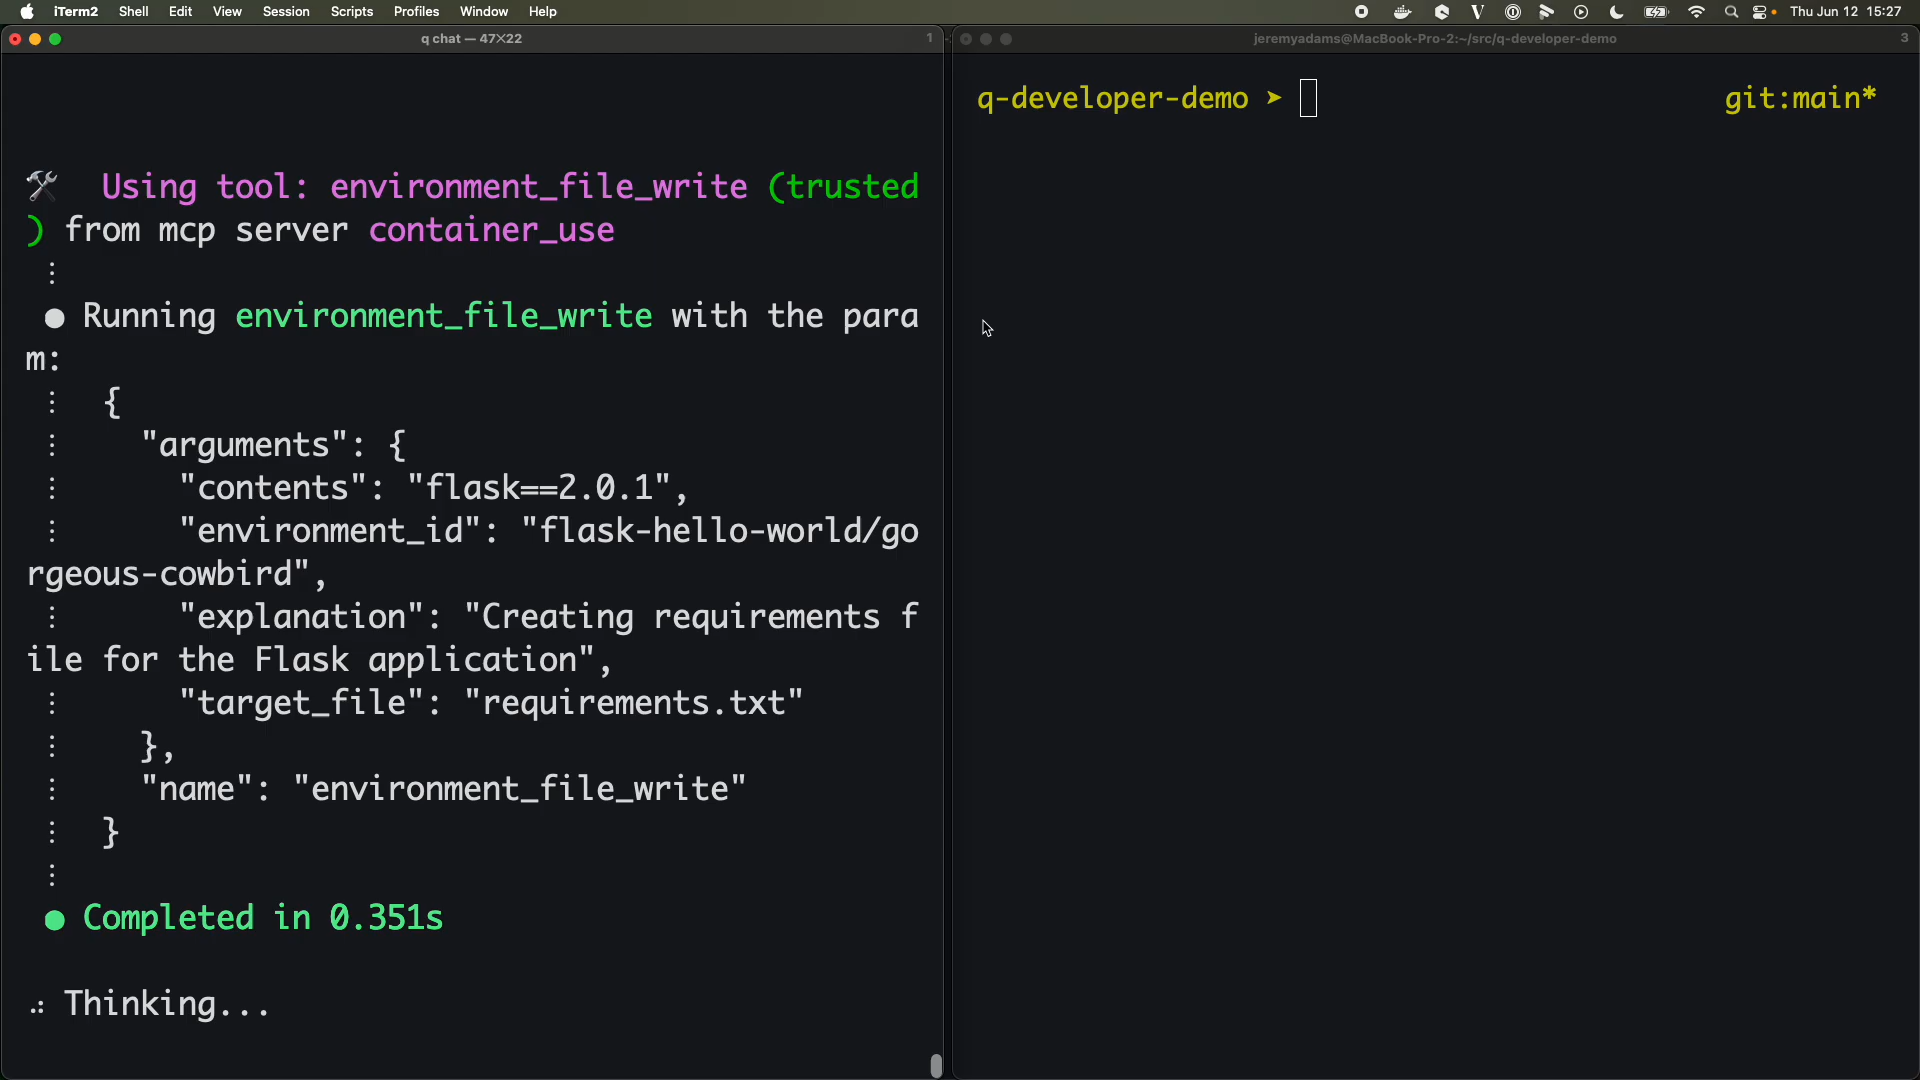 iTerm2 Shell Edit View Session Scripts Profiles Window Help Thu Jun 12 15:27
q chat — 47×22 1
jeremyadams@MacBook-Pro-2:~/src/q-developer-demo 3
Using tool: environment_file_write (trusted
) from mcp server container_use
⋮
● Running environment_file_write with the para
m:
⋮ {
⋮ "arguments": {
⋮ "contents": "flask==2.0.1",
⋮ "environment_id": "flask-hello-world/go
rgeous-cowbird",
⋮ "explanation": "Creating requirements f
ile for the Flask application",
⋮ "target_file": "requirements.txt"
⋮ },
⋮ "name": "environment_file_write"
⋮ }
⋮
● Completed in 0.351s
Thinking...
q-developer-demo ➤ git:main*